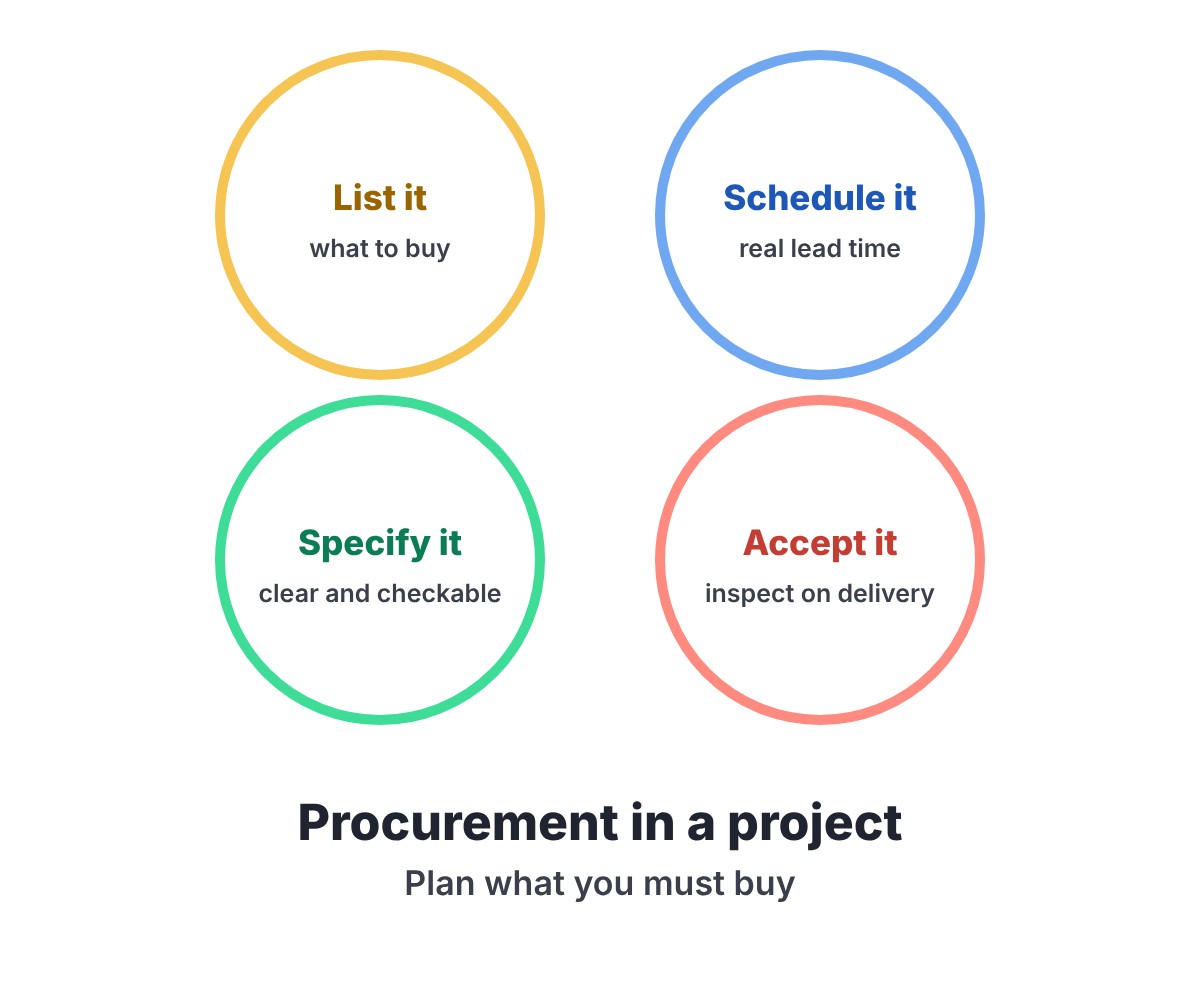 List it
what to buy
Schedule it
real lead time
Specify it
clear and checkable
Accept it
inspect on delivery
Procurement in a project
Plan what you must buy